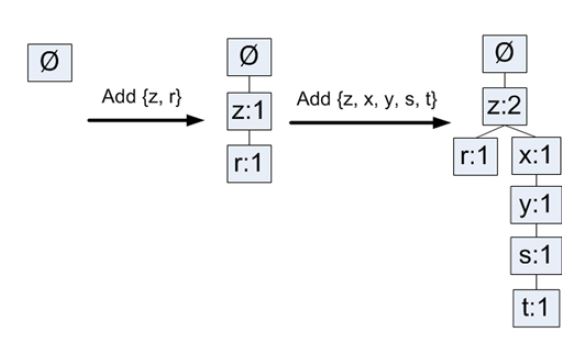 Ø
Add {z, r}
Ø
z:1
r:1
Add {z, x, y, s, t}
Ø
z:2
r:1 x:1
y:1
s:1
t:1